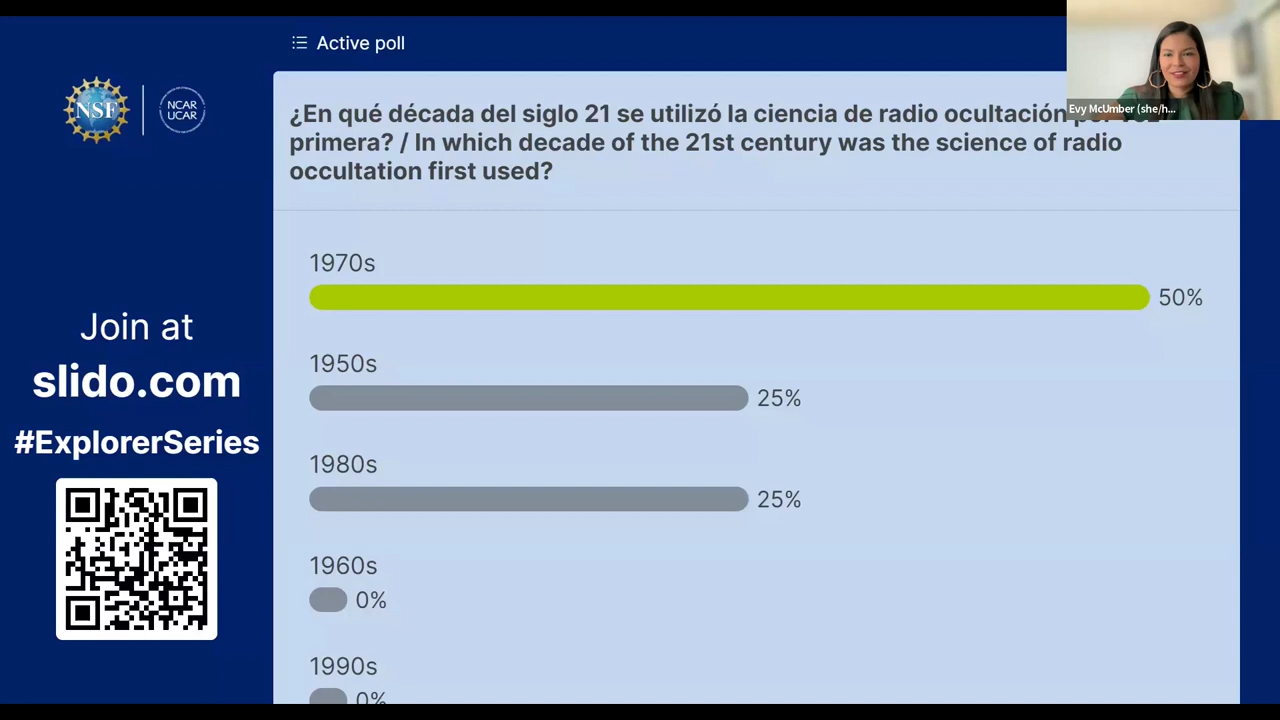 Active poll
NSF
NCAR
UCAR
Evy McUmber (she/h...
¿En qué década del siglo 21 se utilizó la ciencia de radio ocultación
primera? / In which decade of the 21st century was the science of radio
occultation first used?
1970s
50%
1950s
25%
1980s
25%
1960s
0%
1990s
0%
Join at
slido.com
#ExplorerSeries